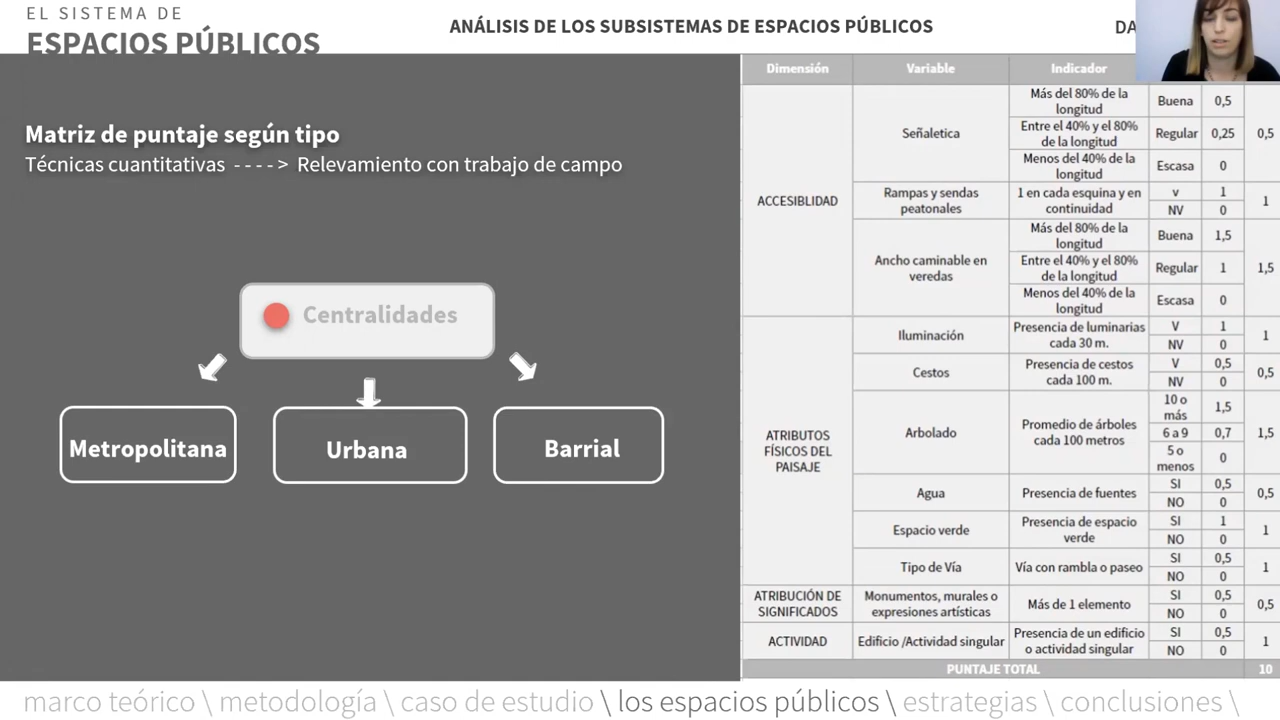 EL SISTEMA DE
ESPACIOS PÚBLICOS
ANÁLISIS DE LOS SUBSISTEMAS DE ESPACIOS PÚBLICOS
Matriz de puntaje según tipo
Técnicas cuantitativas ----> Relevamiento con trabajo de campo
Centralidades
Metropolitana
Urbana
Barrial
Dimensión Variable Indicador
ACCESIBLIDAD
Señaletica
Más del 80% de la
longitud
Buena 0,5
Entre el 40% y el 80%
de la longitud
Regular 0,25
Menos del 40% de la
longitud
Escasa 0
0,5
Rampas y sendas
peatonales
1 en cada esquina y en
continuidad
v 1
NV 0
1
Ancho caminable en
veredas
Más del 80% de la
longitud
Buena 1,5
Entre el 40% y el 80%
de la longitud
Regular 1
Menos del 40% de la
longitud
Escasa 0
1,5
ATRIBUTOS
FÍSICOS DEL
PAISAJE
Iluminación
Presencia de luminarias
cada 30 m.
V 1
NV 0
1
Cestos
Presencia de cestos
cada 100 m.
V 0,5
NV 0
0,5
Arbolado
Promedio de árboles
cada 100 metros
10 o
más
1,5
6 a 9 0,7
5 o
menos
0
1,5
Agua
Presencia de fuentes
SI 0,5
NO 0
0,5
Espacio verde
Presencia de espacio
verde
SI 1
NO 0
1
Tipo de Vía
Vía con rambla o paseo
SI 0,5
NO 0
1
ATRIBUCIÓN DE
SIGNIFICADOS
Monumentos, murales o
expresiones artísticas
Más de 1 elemento
SI 0,5
NO 0
0,5
ACTIVIDAD
Edificio /Actividad singular
Presencia de un edificio
o actividad singular
SI 0,5
NO 0
1
PUNTAJE TOTAL 10
marco teórico \ metodología \ caso de estudio \ los espacios públicos \ estrategias \ conclusiones \